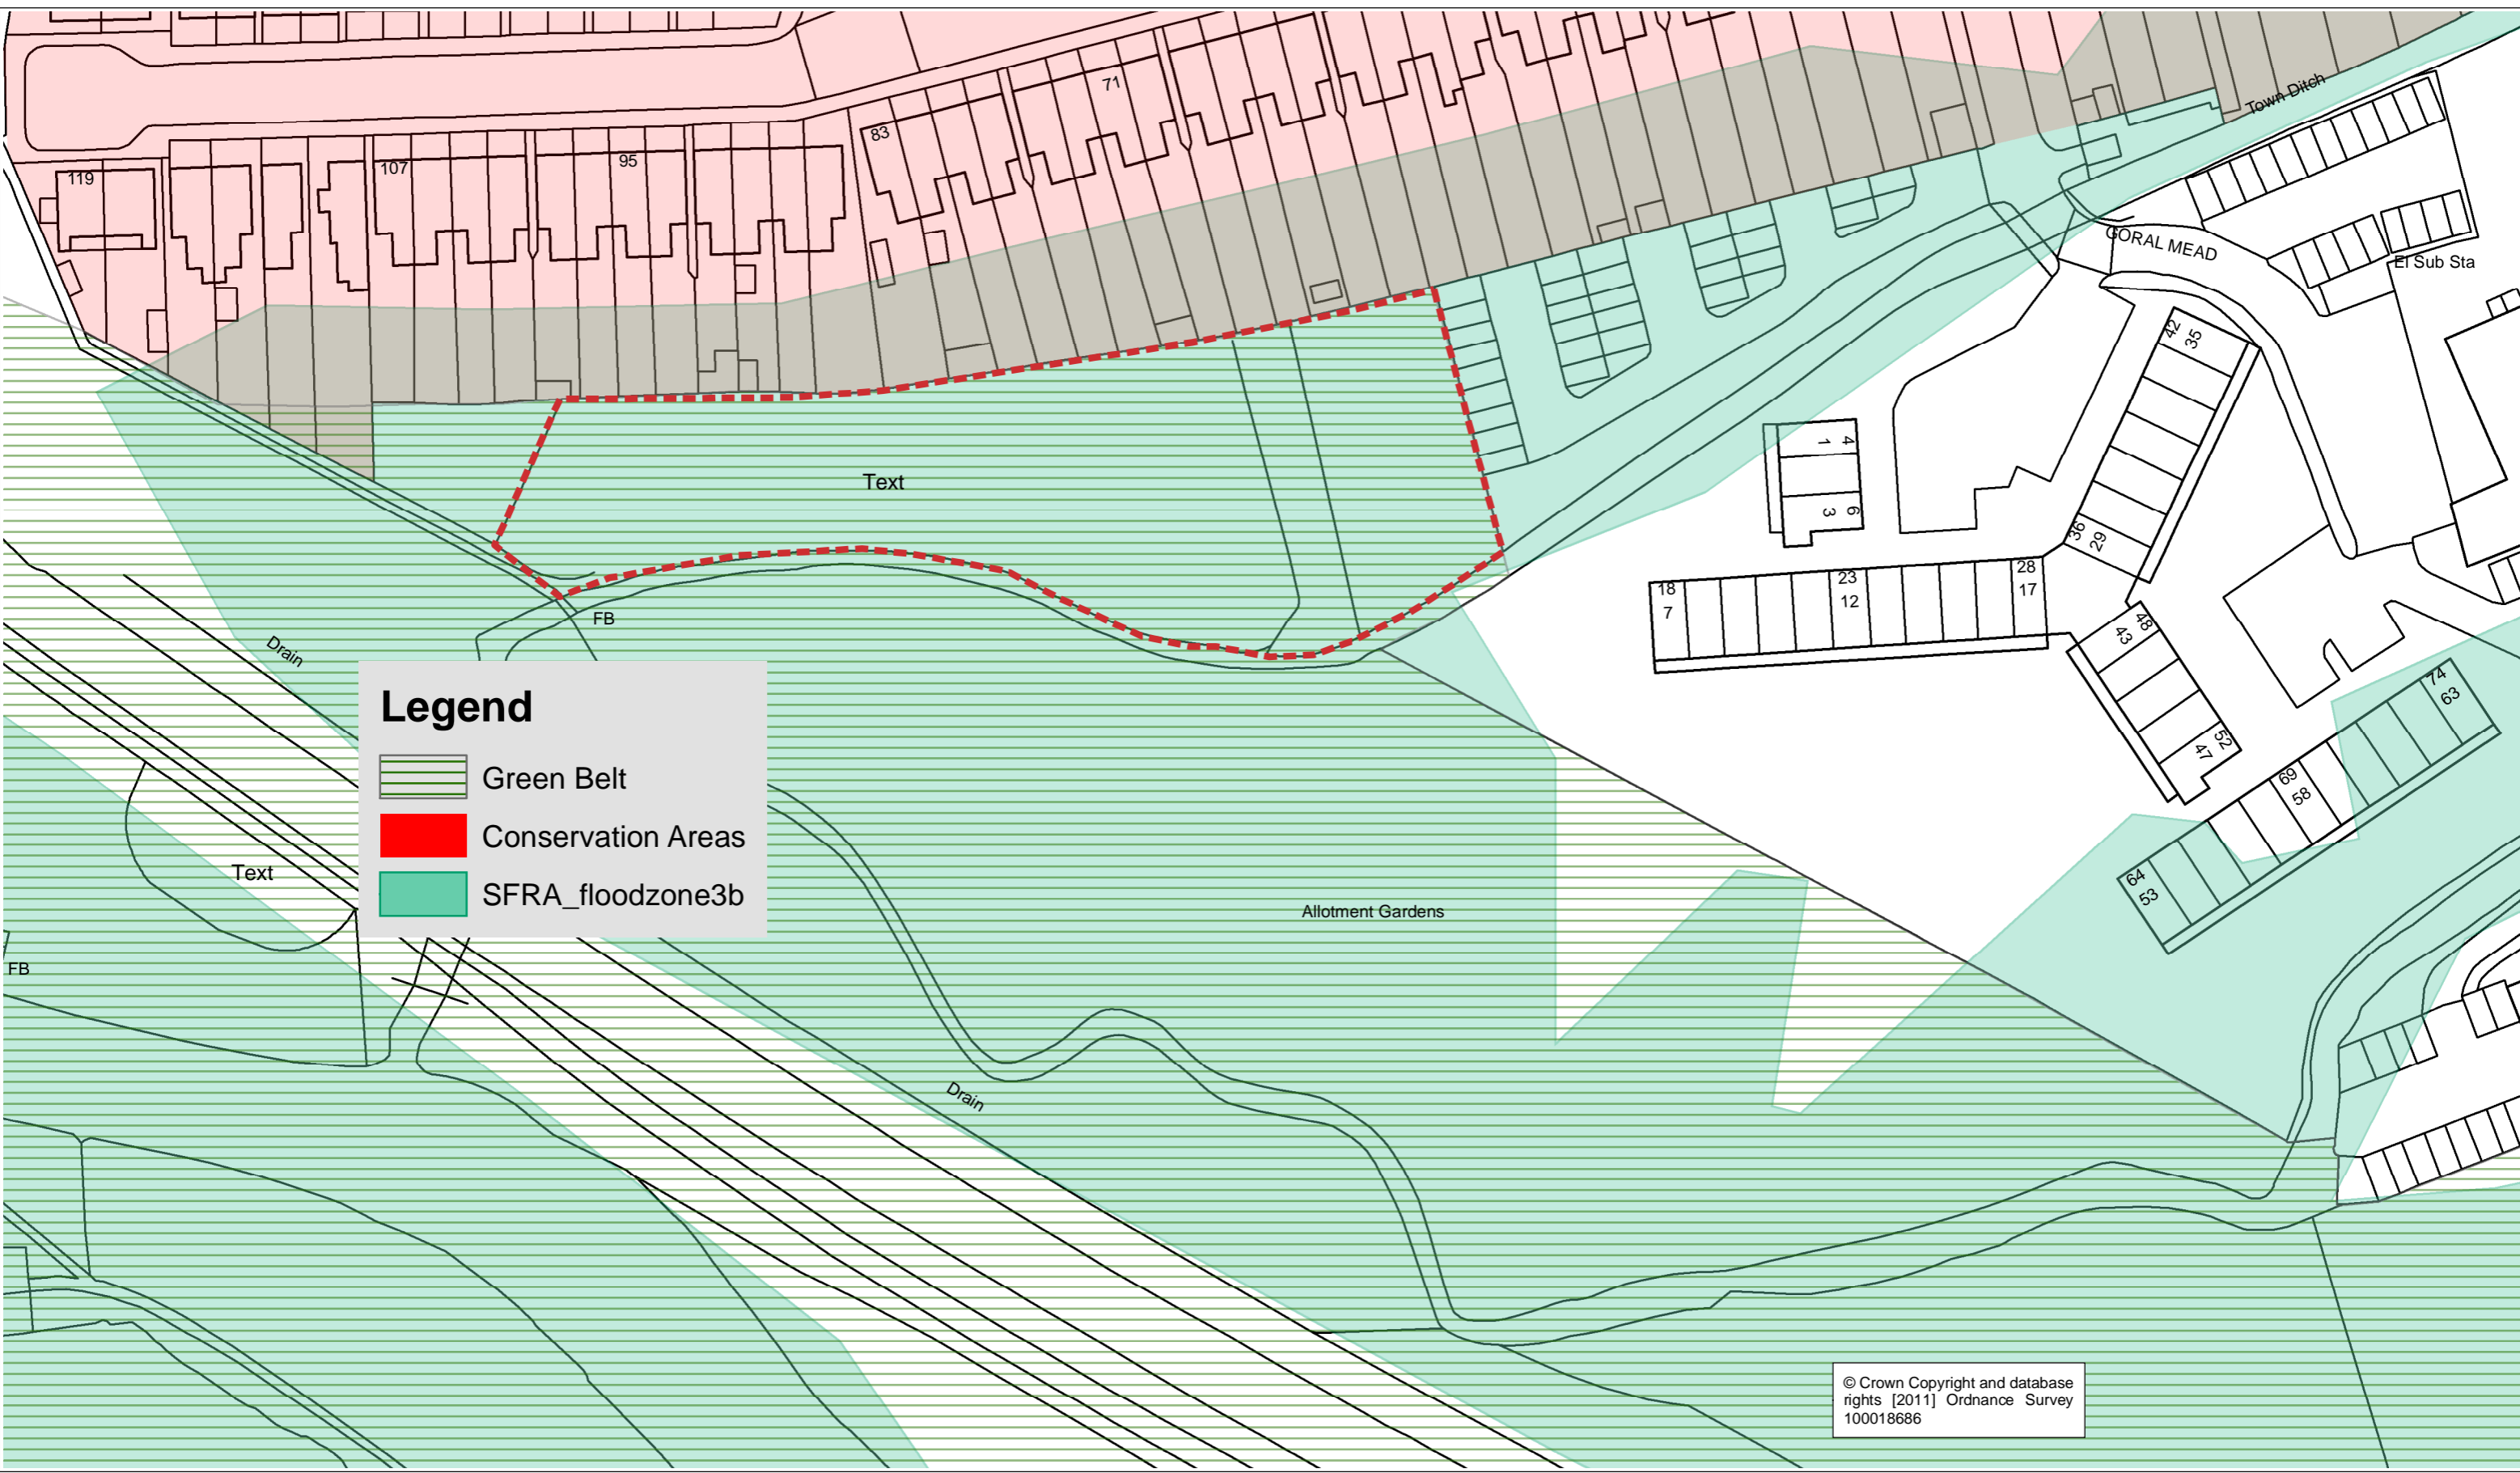 71
83
Town Ditch
119
107
95
GORAL MEAD
El Sub Sta
42
35
1
4
3
6
Text
36
29
18
7
23
12
28
17
FB
Drain
48
43
74
63
52
47
69
58
64
53
Legend
Green Belt
Conservation Areas
SFRA_floodzone3b
Text
Allotment Gardens
FB
Drain
© Crown Copyright and database
rights [2011] Ordnance Survey
100018686